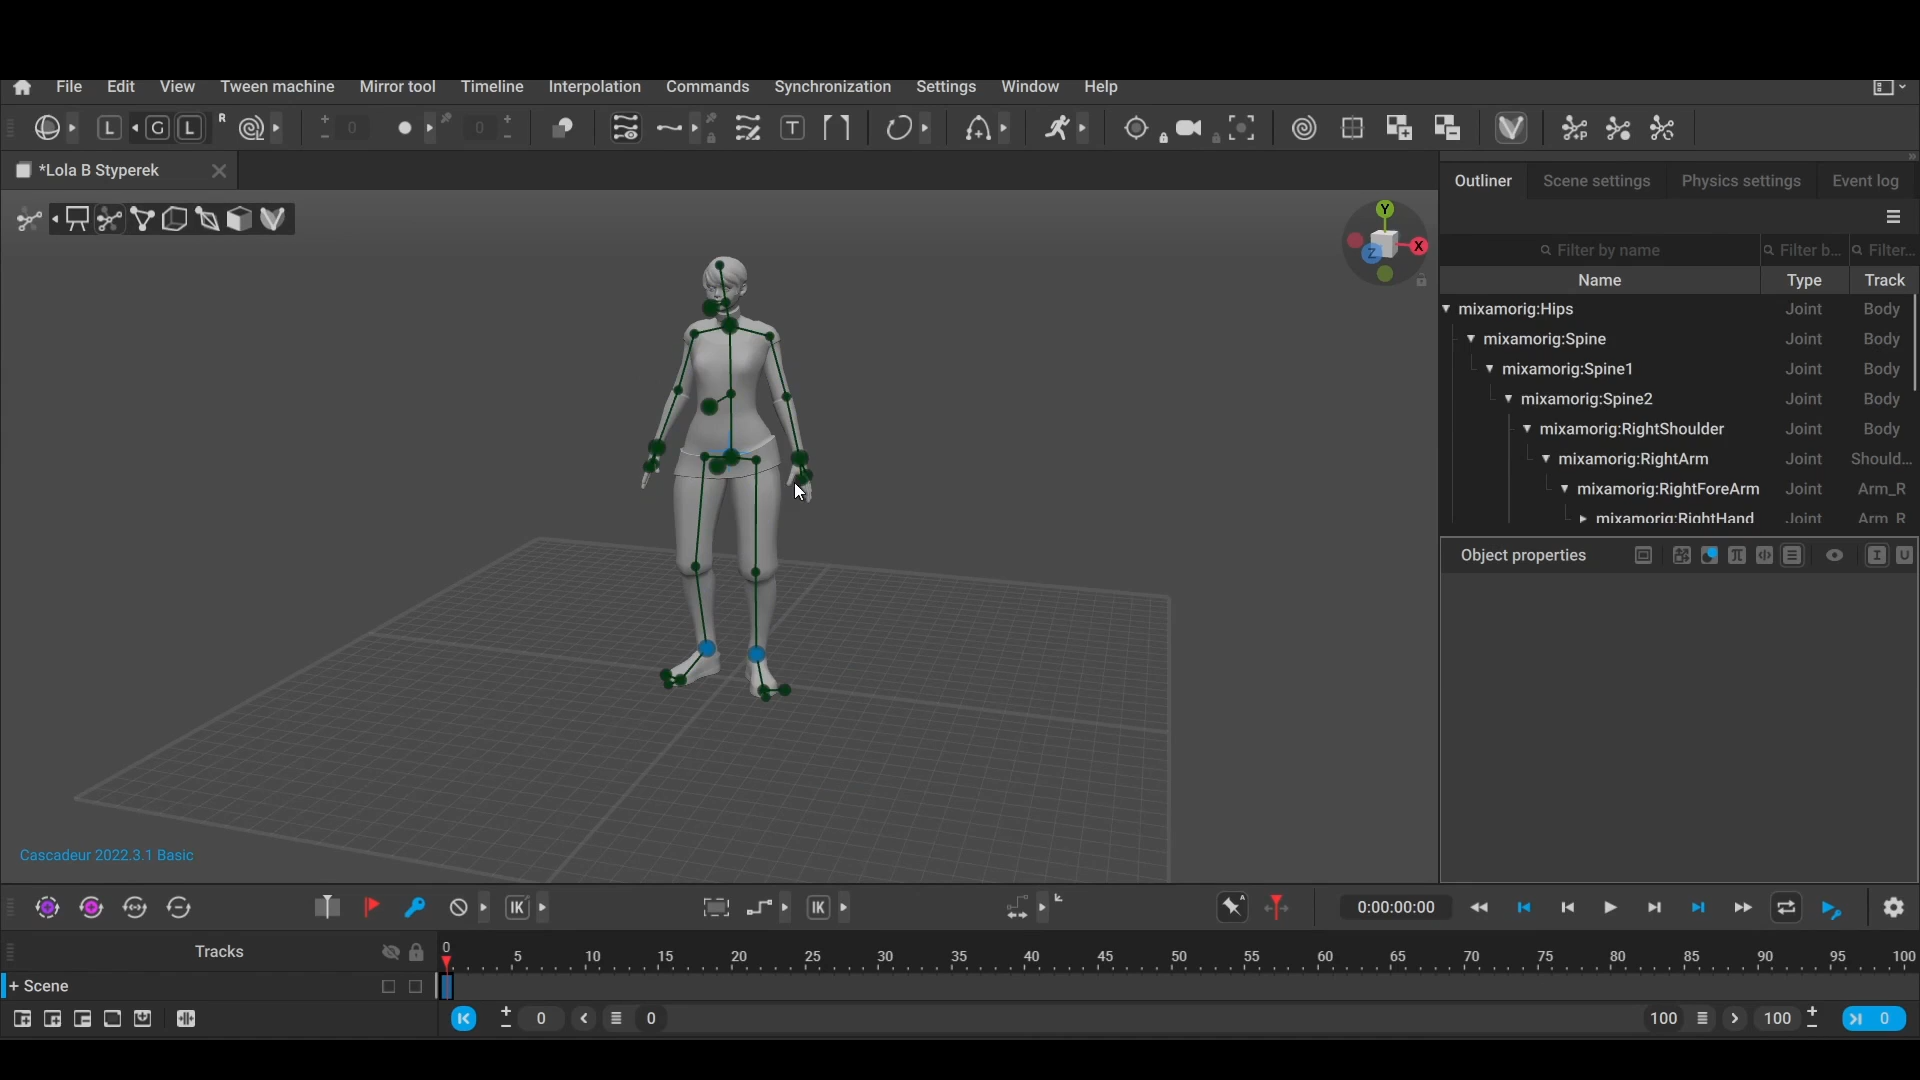 File Edit View Tween machine Mirror tool Timeline Interpolation Commands Synchronization Settings Window Help
L G L R 0 0 T
*Lola B Styperek
Outliner Scene settings Physics settings Event log
Y X Z
Filter by name Filter b... Filter...
Name Type Track
mixamorig:Hips Joint Body
mixamorig:Spine Joint Body
mixamorig:Spine1 Joint Body
mixamorig:Spine2 Joint Body
mixamorig:RightShoulder Joint Body
mixamorig:RightArm Joint Should...
mixamorig:RightForeArm Joint Arm_R
mixamorig:RightHand Joint Arm_R
Object properties
Cascadeur 2022.3.1 Basic
IK IK A 0:00:00:00
Tracks 0 5 10 15 20 25 30 35 40 45 50 55 60 65 70 75 80 85 90 95 100
+ Scene
0 0 100 100 0